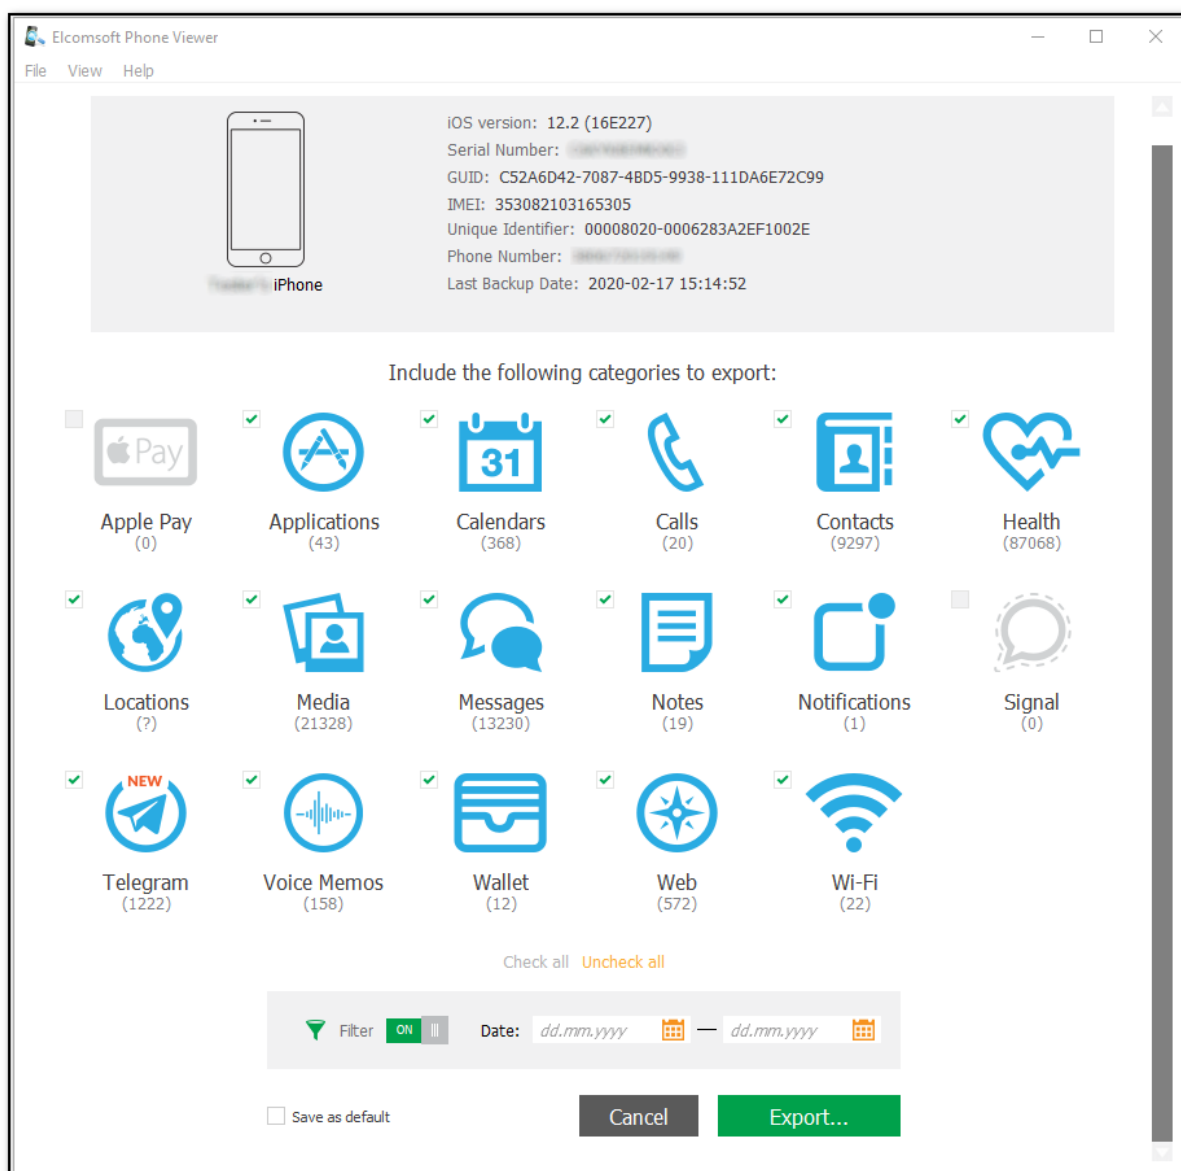 Elcomsoft Phone Viewer
File View Help
iOS version: 12.2 (16E227)
Serial Number:
GUID: C52A6D42-7087-4BD5-9938-111DA6E72C99
IMEI: 353082103165305
Unique Identifier: 00008020-0006283A2EF1002E
Phone Number:
Last Backup Date: 2020-02-17 15:14:52
iPhone
Include the following categories to export:
Pay
31
Apple Pay Applications Calendars Calls Contacts Health
(0) (43) (368) (20) (9297) (87068)
Locations Media Messages Notes Notifications Signal
(?) (21328) (13230) (19) (1) (0)
NEW
Telegram Voice Memos Wallet Web Wi-Fi
(1222) (158) (12) (572) (22)
Check all Uncheck all
Filter ON Date: dd.mm.yyyy — dd.mm.yyyy
Save as default Cancel Export...